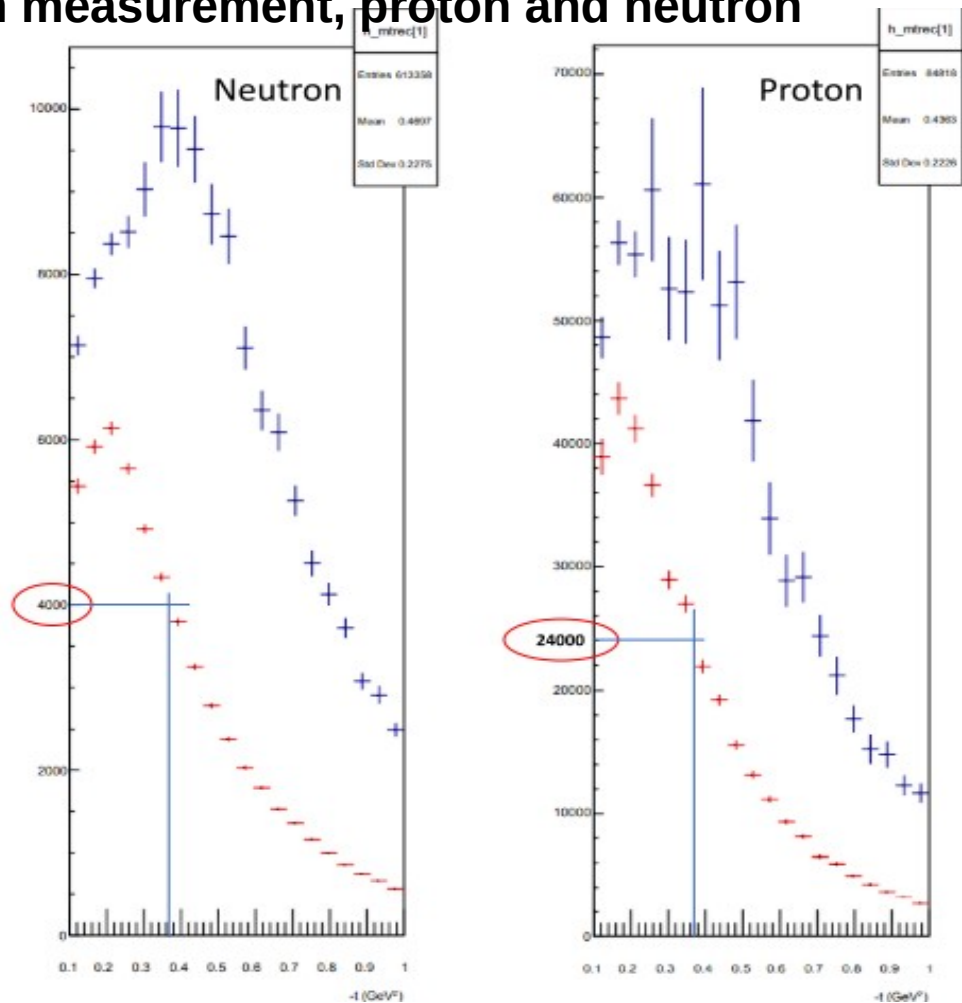 measurement, proton and neutron
h_mtrec[1]
Entries 613358
Mean 0.4697
Std Dev 0.2275
Neutron
10000
8000
6000
4000
2000
0
0.1 0.2 0.3 0.4 0.5 0.6 0.7 0.8 0.9 1
-t (GeV²)
h_mtrec[1]
Entries 84818
Mean 0.4363
Std Dev 0.2226
Proton
70000
60000
50000
40000
30000
24000
20000
10000
0
0.1 0.2 0.3 0.4 0.5 0.6 0.7 0.8 0.9 1
-t (GeV²)